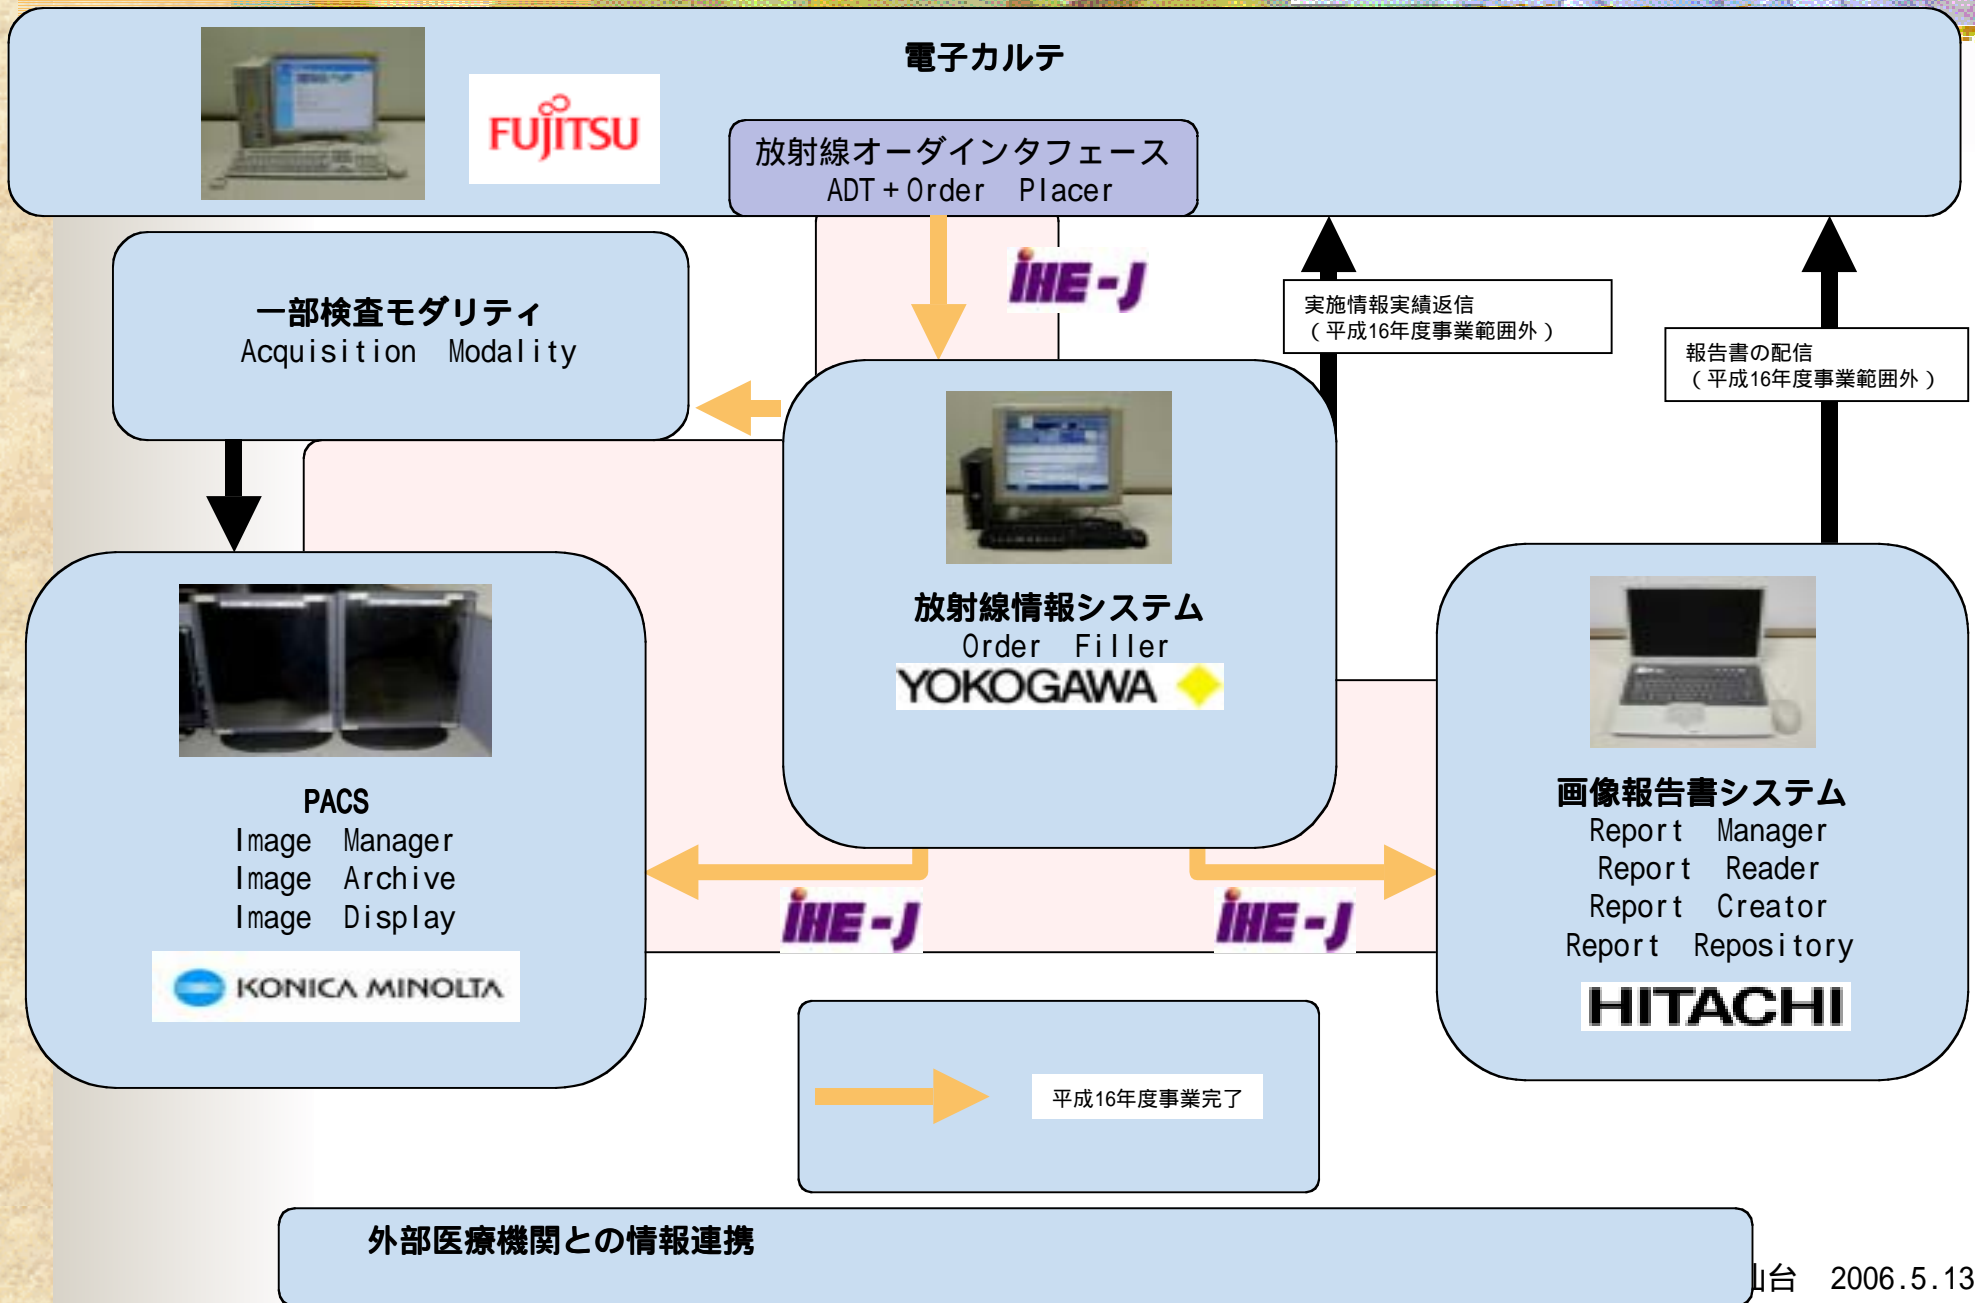 電子カルテ
FUJITSU
放射線オーダインタフェース
ADT+Order Placer
IHE-J
一部検査モダリティ
Acquisition Modality
実施情報実績返信
(平成16年度事業範囲外)
報告書の配信
(平成16年度事業範囲外)
放射線情報システム
Order Filler
YOKOGAWA
PACS
Image Manager
Image Archive
Image Display
KONICA MINOLTA
IHE-J
IHE-J
画像報告書システム
Report Manager
Report Reader
Report Creator
Report Repository
HITACHI
平成16年度事業完了
外部医療機関との情報連携
台 2006.5.13